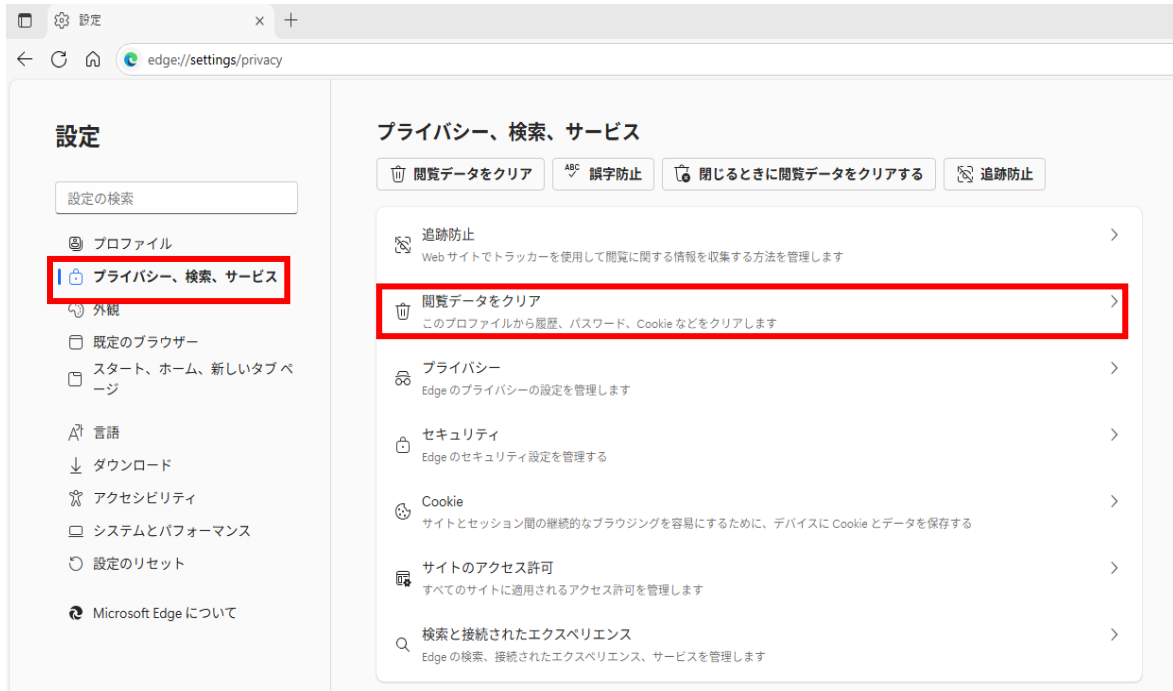 設定
edge://settings/privacy
設定
設定の検索
プロファイル
プライバシー、検索、サービス
外観
既定のブラウザー
スタート、ホーム、新しいタブ ペ
ージ
言語
ダウンロード
アクセシビリティ
システムとパフォーマンス
設定のリセット
Microsoft Edge について
プライバシー、検索、サービス
閲覧データをクリア
ABC 誤字防止
閉じるときに閲覧データをクリアする
追跡防止
追跡防止
Web サイトでトラッカーを使用して閲覧に関する情報を収集する方法を管理します
閲覧データをクリア
このプロファイルから履歴、パスワード、Cookie などをクリアします
プライバシー
Edge のプライバシーの設定を管理します
セキュリティ
Edge のセキュリティ設定を管理する
Cookie
サイトとセッション間の継続的なブラウジングを容易にするために、デバイスに Cookie とデータを保存する
サイトのアクセス許可
すべてのサイトに適用されるアクセス許可を管理します
検索と接続されたエクスペリエンス
Edge の検索、接続されたエクスペリエンス、サービスを管理します